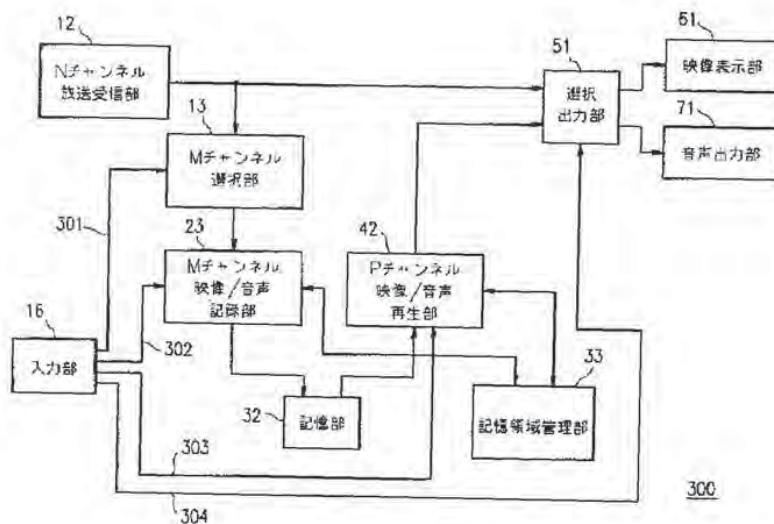 12
Nチャンネル
放送受信部
13
Mチャンネル
選択部
51
選択
出力部
61
映像表示部
71
音声出力部
301
23
Mチャンネル
映像/音声
記録部
42
Pチャンネル
映像/音声
再生部
16
入力部
302
32
記憶部
33
記憶領域管理部
303
304
300